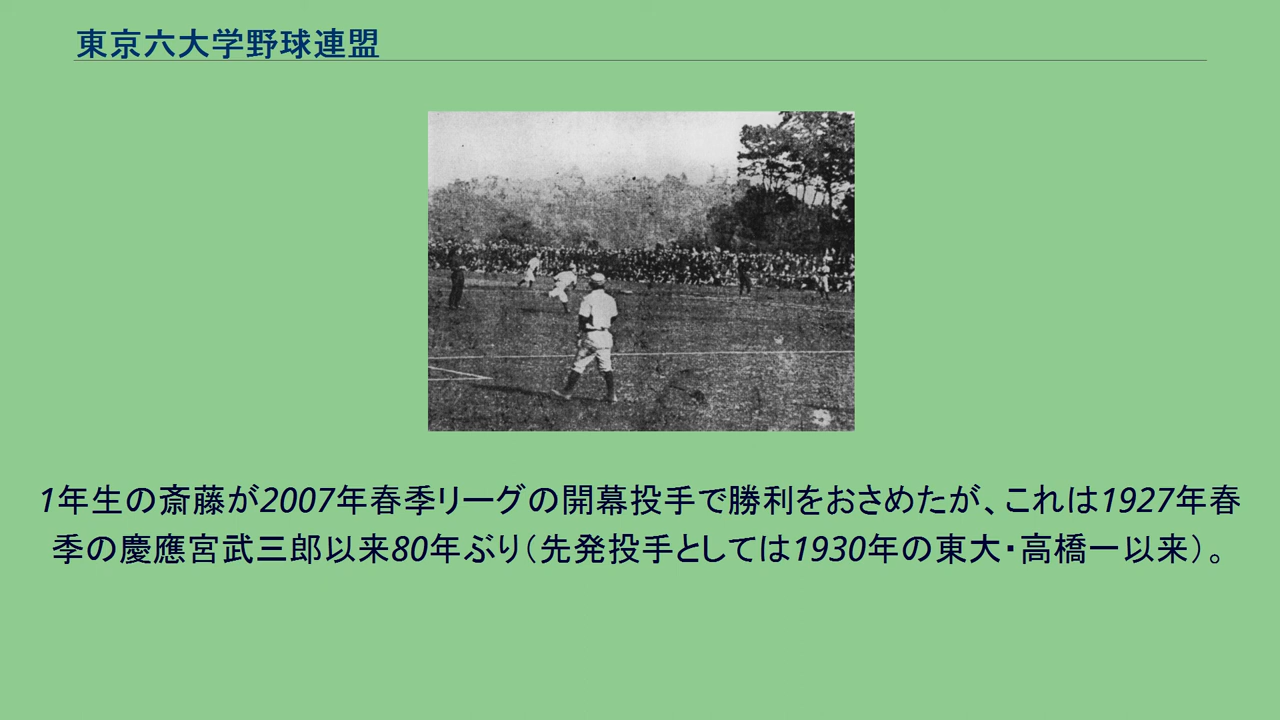 東京六大学野球連盟
1年生の斎藤が2007年春季リーグの開幕投手で勝利をおさめたが、これは1927年春
季の慶應宮武三郎以来80年ぶり（先発投手としては1930年の東大・高橋一以来）。